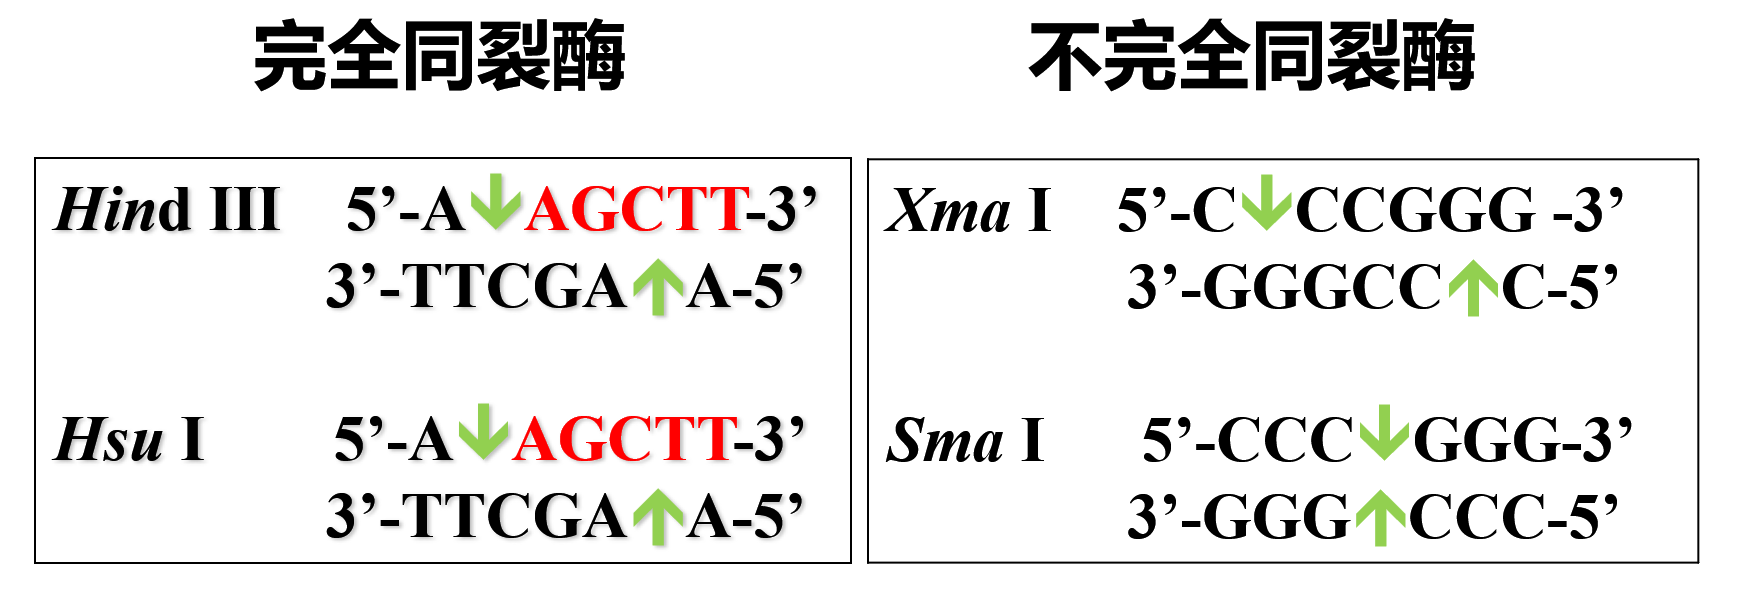 完全同裂酶
不完全同裂酶
Hind III 5’-A↓AGCTT-3’
3’-TTCGA↑A-5’
Hsu I 5’-A↓AGCTT-3’
3’-TTCGA↑A-5’
Xma I 5’-C↓CCGGG -3’
3’-GGGCC↑C-5’
Sma I 5’-CCC↓GGG-3’
3’-GGG↑CCC-5’